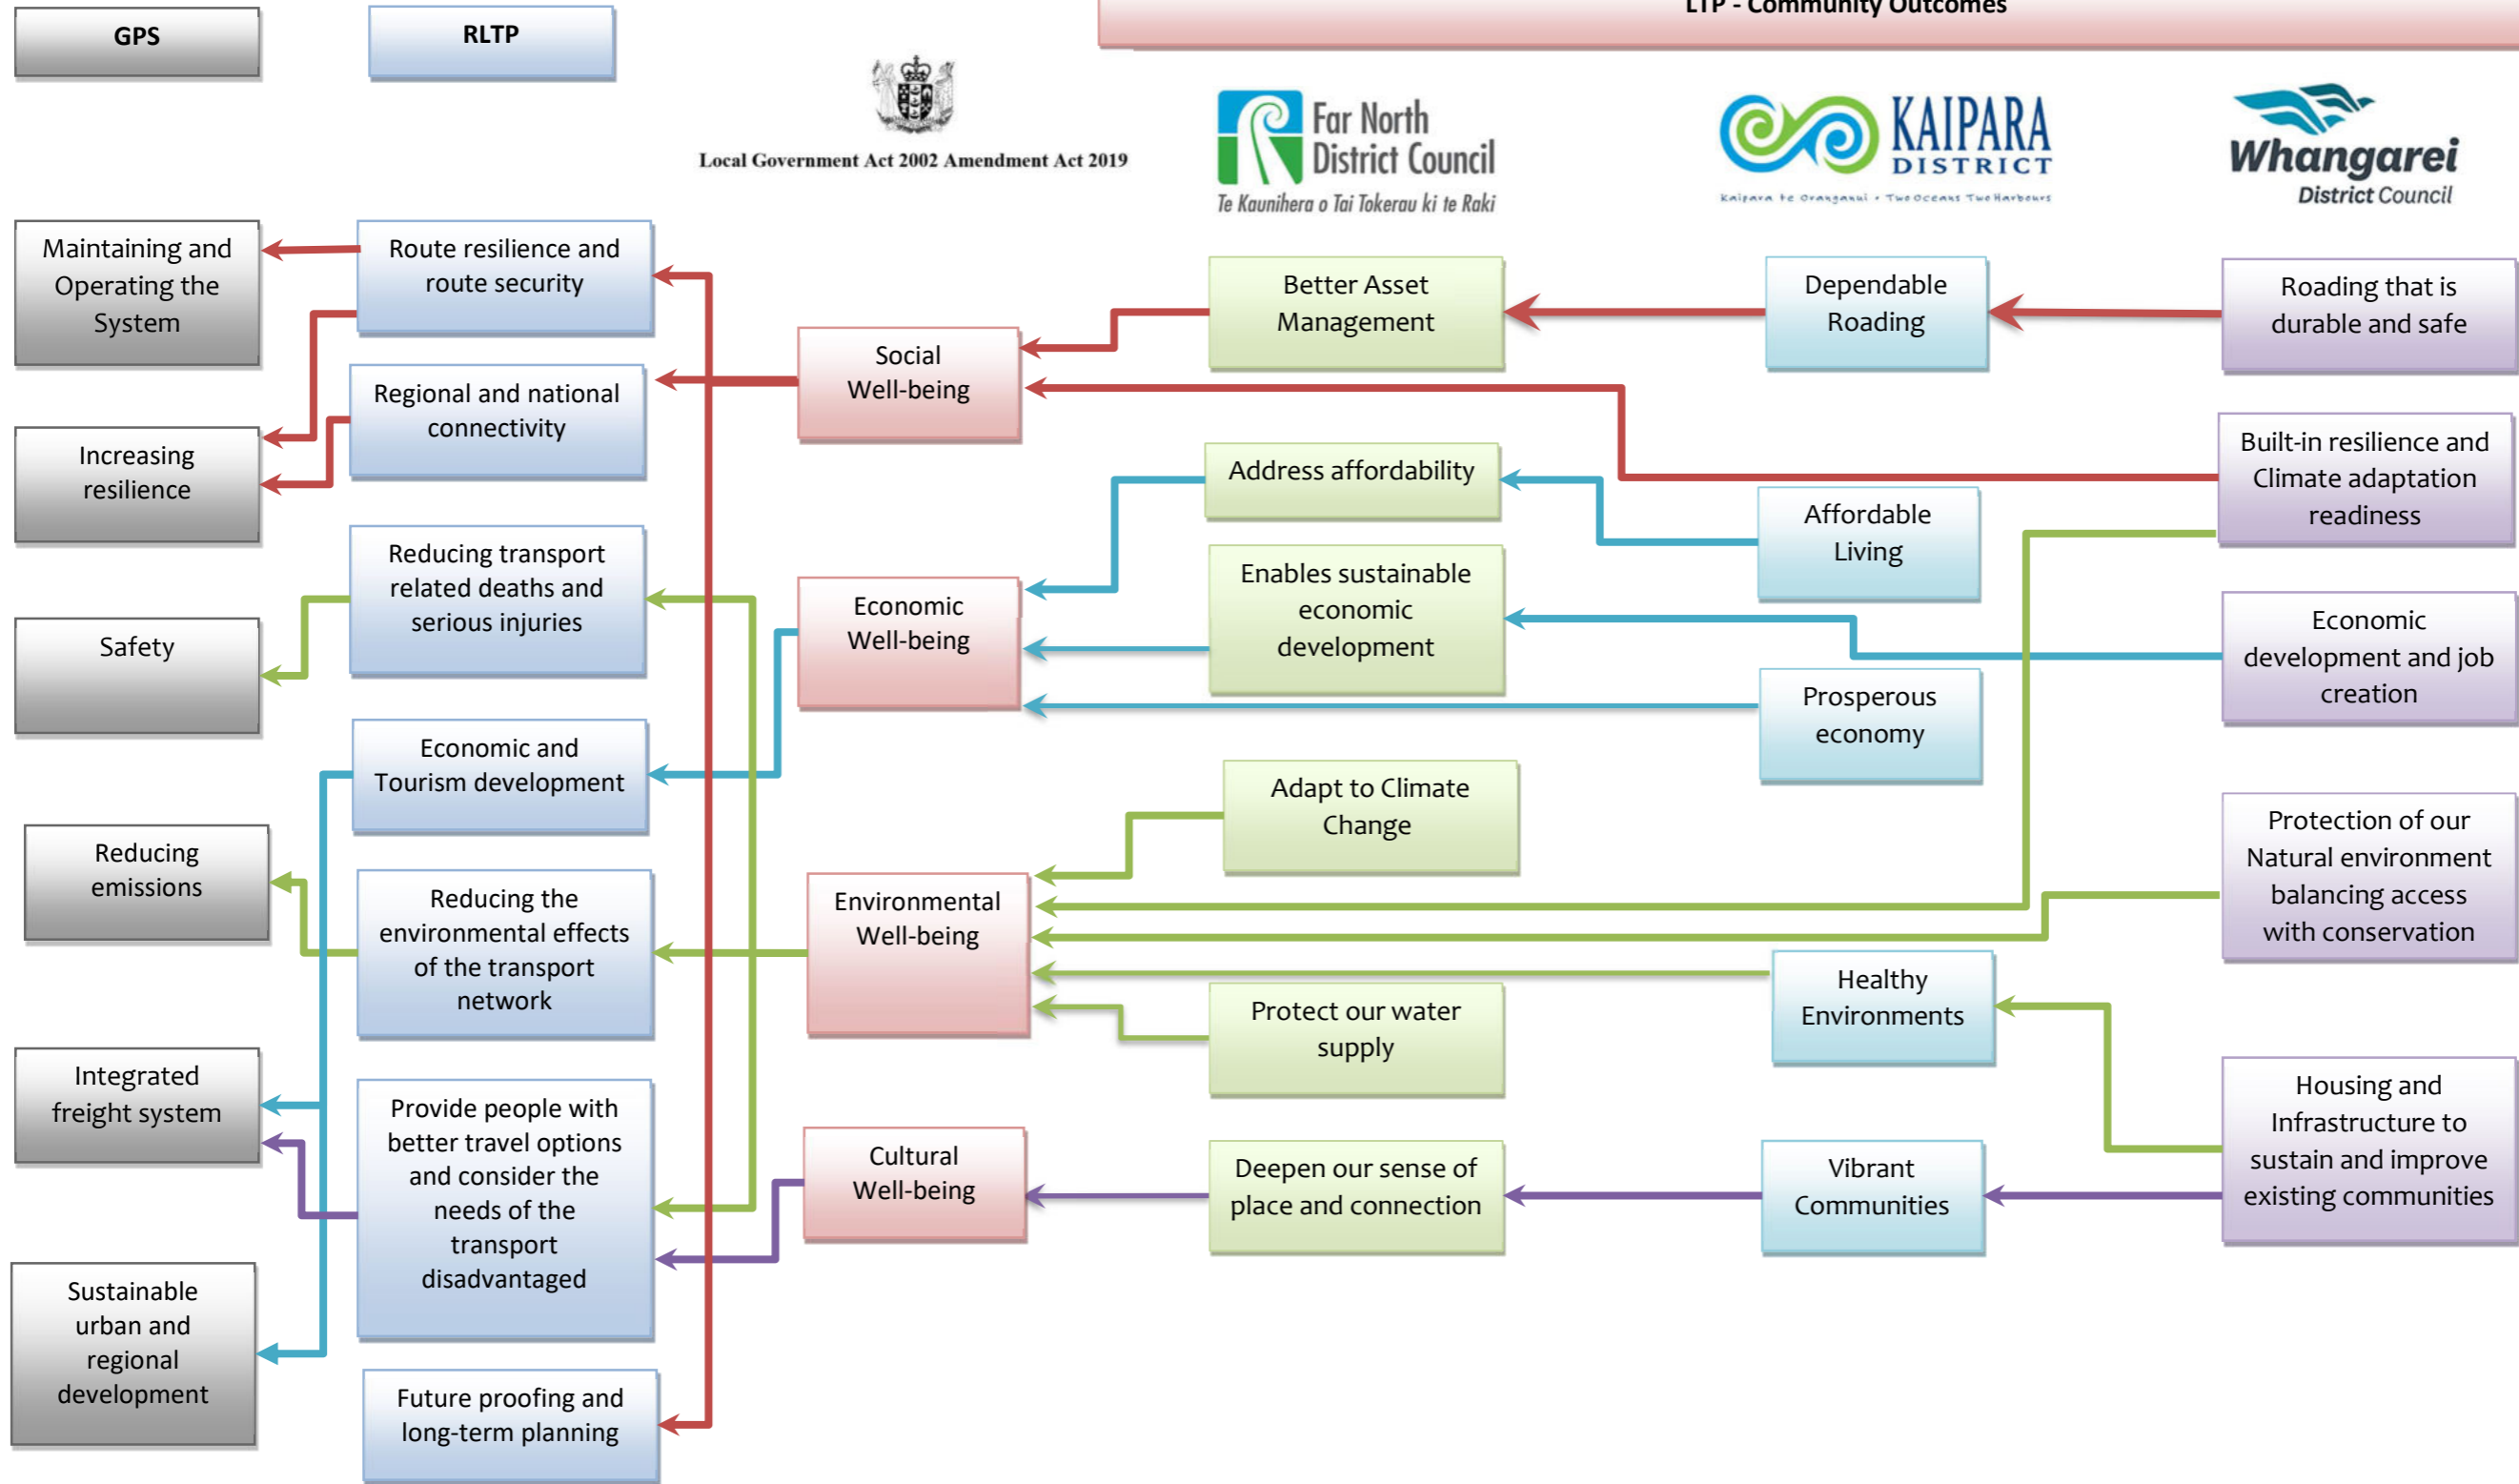 LTP - Community Outcomes
GPS
RLTP
Local Government Act 2002 Amendment Act 2019
Far North
District Council
Te Kaunihera o Tai Tokerau ki te Raki
KAIPARA
DISTRICT
Kaipara te Oranganui • Two Oceans Two Harbours
Whangarei
District Council
Maintaining and
Operating the
System
Increasing
resilience
Safety
Reducing
emissions
Integrated
freight system
Sustainable
urban and
regional
development
Route resilience and
route security
Regional and national
connectivity
Reducing transport
related deaths and
serious injuries
Economic and
Tourism development
Reducing the
environmental effects
of the transport
network
Provide people with
better travel options
and consider the
needs of the
transport
disadvantaged
Future proofing and
long-term planning
Social
Well-being
Economic
Well-being
Environmental
Well-being
Cultural
Well-being
Better Asset
Management
Address affordability
Enables sustainable
economic
development
Adapt to Climate
Change
Protect our water
supply
Deepen our sense of
place and connection
Dependable
Roading
Affordable
Living
Prosperous
economy
Healthy
Environments
Vibrant
Communities
Roading that is
durable and safe
Built-in resilience and
Climate adaptation
readiness
Economic
development and job
creation
Protection of our
Natural environment
balancing access
with conservation
Housing and
Infrastructure to
sustain and improve
existing communities